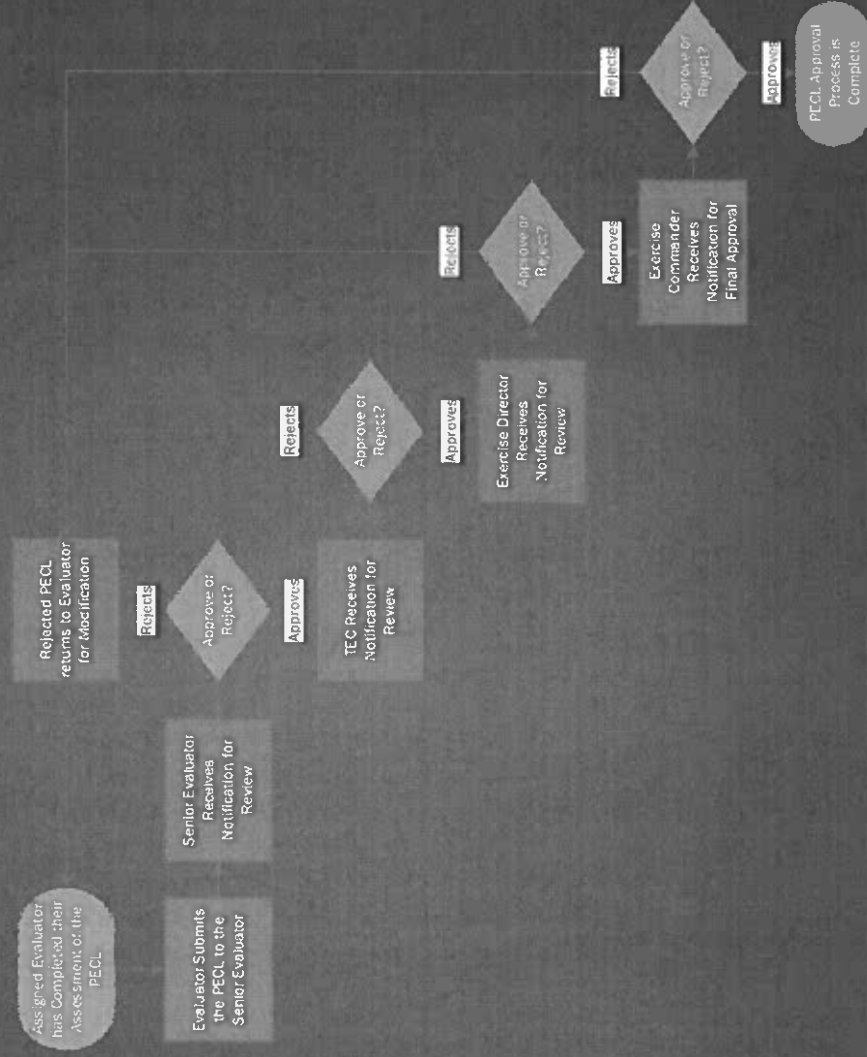 Assigned Evaluator
has Completed their
Assessment of the
PECL
Evaluator Submits
the PECL to the
Senior Evaluator
Senior Evaluator
Receives
Notification for
Review
Approve or
Reject?
Rejects
Rejected PECL
returns to Evaluator
for Modification
Approves
TEC Receives
Notification for
Review
Approve or
Reject?
Rejects
Approves
Exercise Director
Receives
Notification for
Review
Approve or
Reject?
Rejects
Approves
Exercise
Commander
Receives
Notification for
Final Approval
Approve or
Reject?
Rejects
Approves
PECL Approval
Process is
Complete